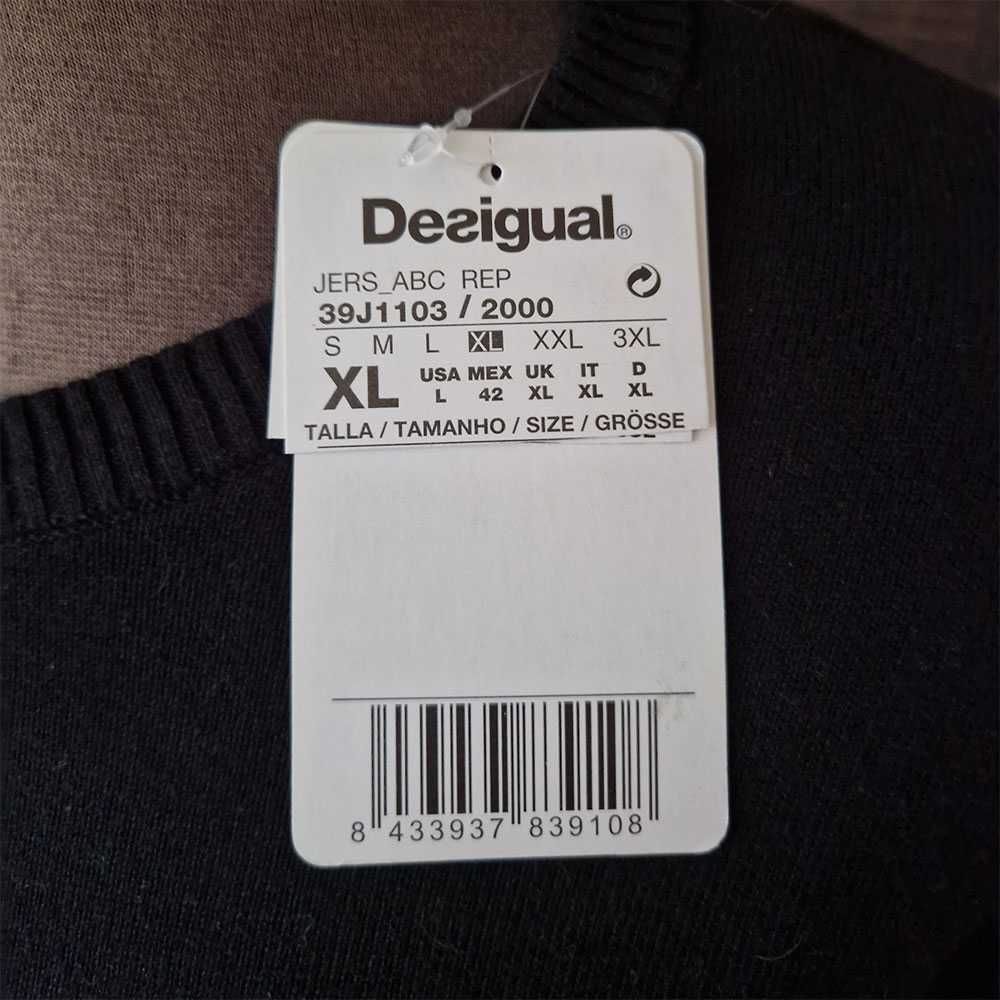 Desigual®
JERS_ABC REP
39J1103 / 2000
S M L XL XXL 3XL
XL USA MEX UK IT D
L 42 XL XL XL
TALLA / TAMANHO / SIZE / GRÖSSE
8 433937 839108